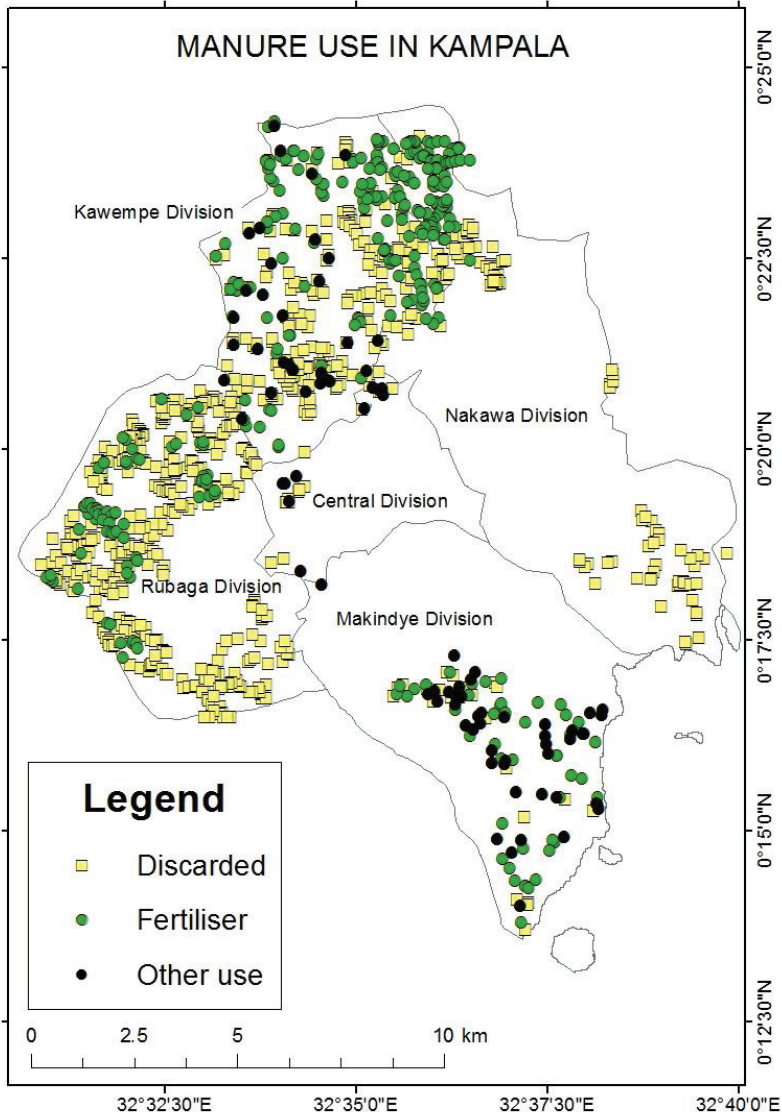 MANURE USE IN KAMPALA
0°25'0"N
Kawempe Division
0°22'30"N
Nakawa Division
0°20'0"N
Central Division
Rubaga Division
Makindye Division
0°17'30"N
Legend
Discarded
Fertiliser
Other use
0°15'0"N
0°12'30"N
0 2.5 5 10 km
32°32'30"E 32°35'0"E 32°37'30"E 32°40'0"E